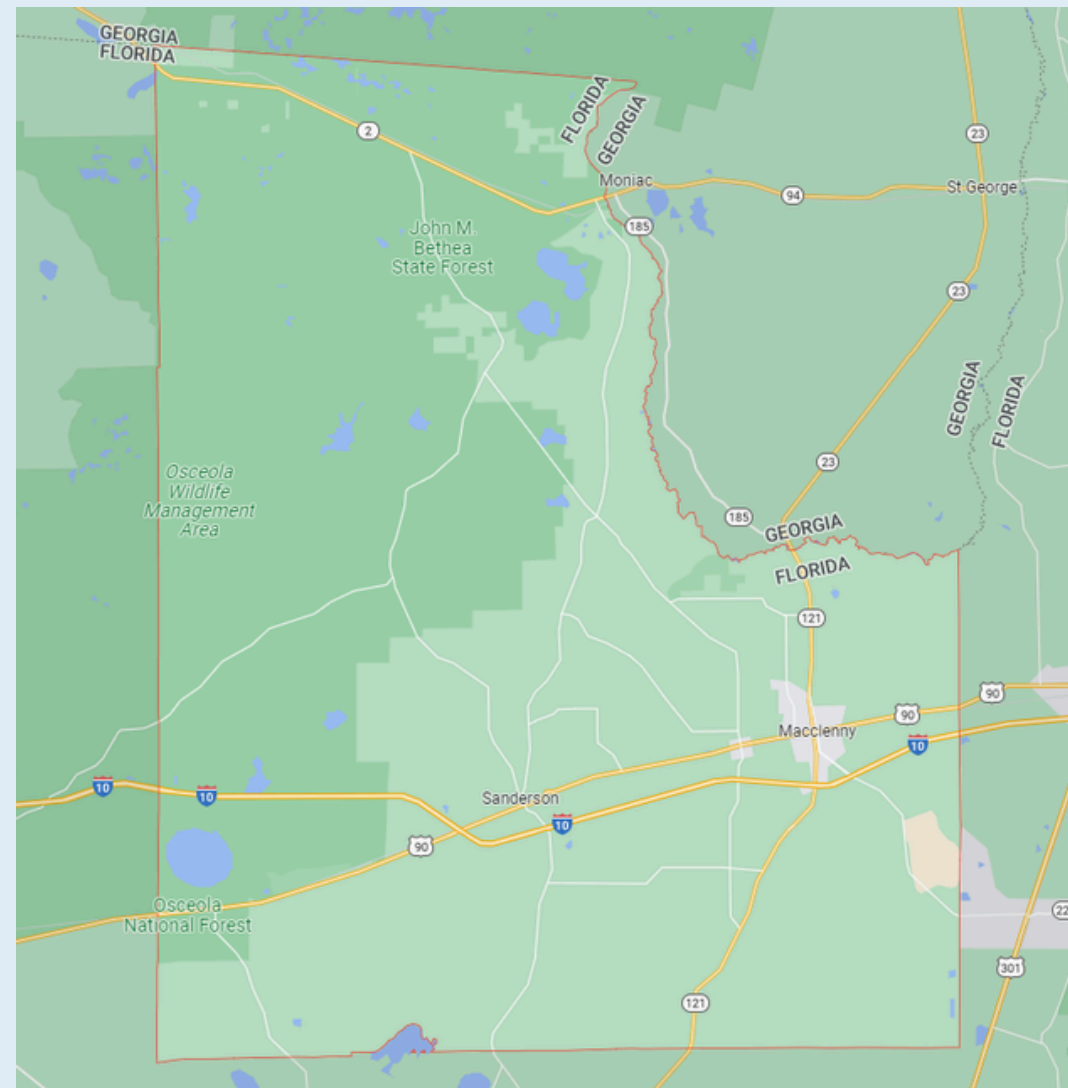 GEORGIA
FLORIDA
FLORIDA
GEORGIA
2
23
Moniac
St George
94
185
John M.
Bethea
State Forest
23
GEORGIA
FLORIDA
23
Osceola
Wildlife
Management
Area
185
GEORGIA
FLORIDA
121
90
90
Macclenny
10
10
10
Sanderson
10
90
Osceola
National Forest
22
301
121